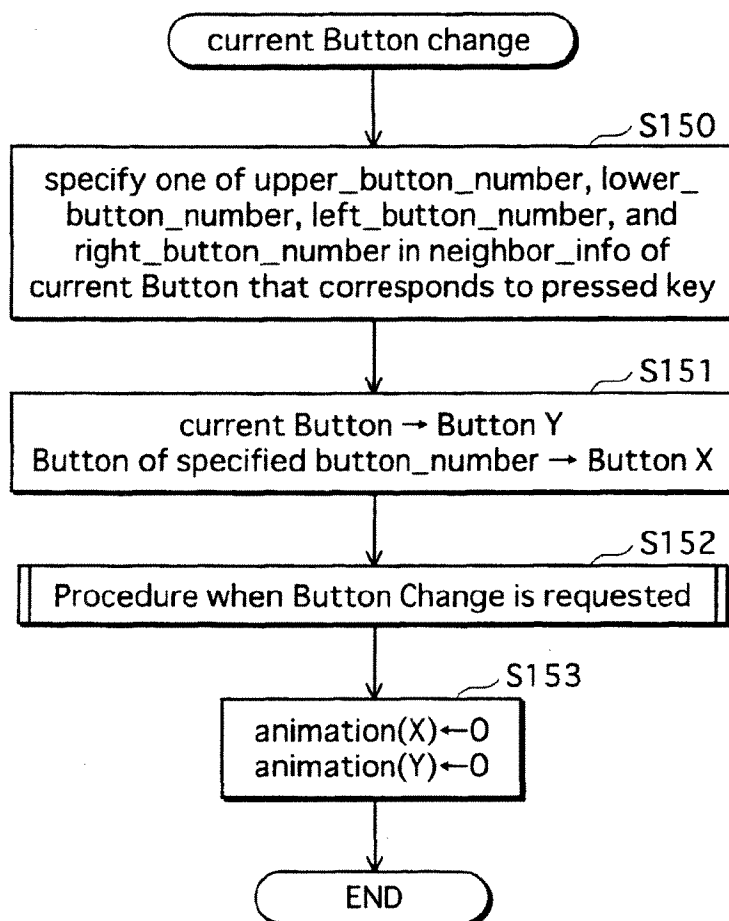 current Button change
S150
specify one of upper_button_number, lower_
button_number, left_button_number, and
right_button_number in neighbor_info of
current Button that corresponds to pressed key
S151
current Button → Button Y
Button of specified button_number → Button X
S152
Procedure when Button Change is requested
S153
animation(X)←0
animation(Y)←0
END